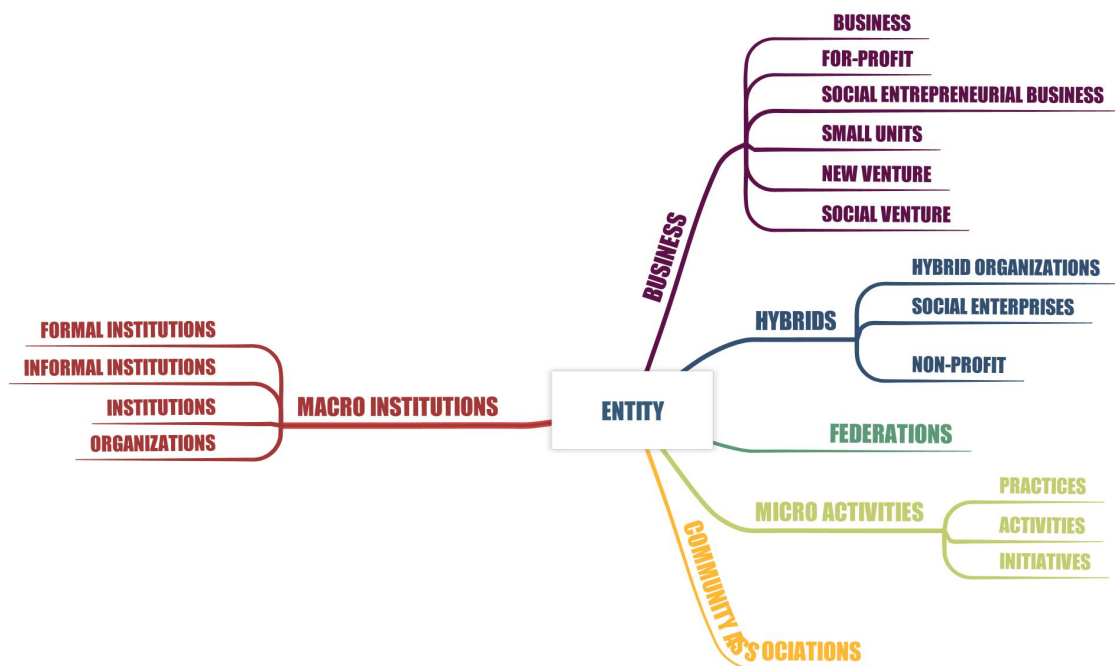 BUSINESS
FOR-PROFIT
SOCIAL ENTREPRENEURIAL BUSINESS
SMALL UNITS
NEW VENTURE
SOCIAL VENTURE
BUSINESS
HYBRID ORGANIZATIONS
SOCIAL ENTERPRISES
HYBRIDS
NON-PROFIT
FORMAL INSTITUTIONS
INFORMAL INSTITUTIONS
INSTITUTIONS
ORGANIZATIONS
MACRO INSTITUTIONS
ENTITY
FEDERATIONS
PRACTICES
MICRO ACTIVITIES
ACTIVITIES
INITIATIVES
COMMUNITY ASSOCIATIONS